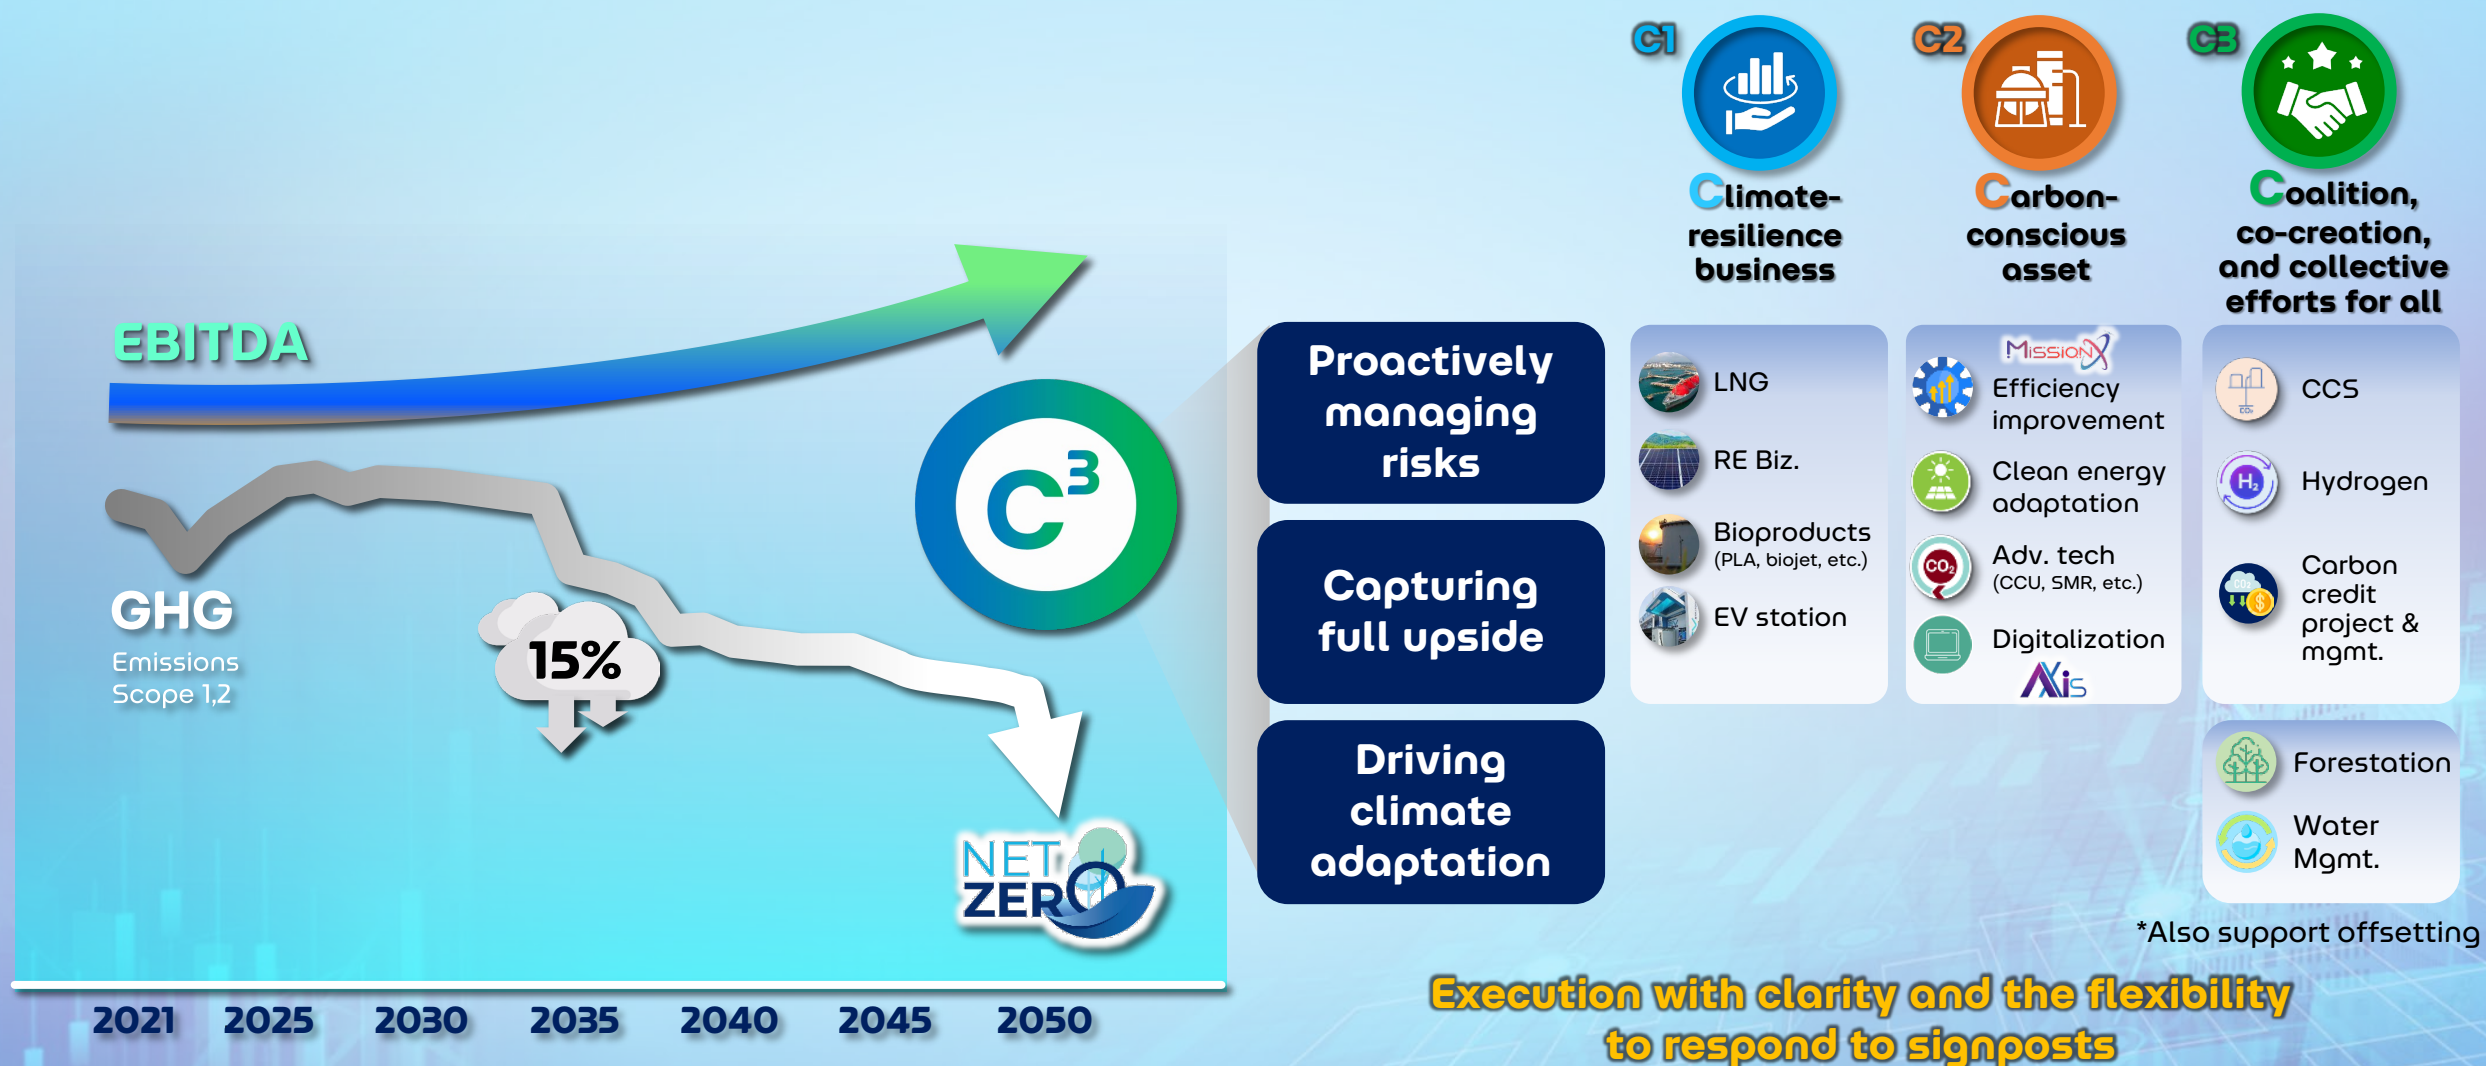 EBITDA
GHG
Emissions
Scope 1,2
15%
C³
NET
ZERO
2021 2025 2030 2035 2040 2045 2050
Proactively
managing
risks
Capturing
full upside
Driving
climate
adaptation
C1
Climate-
resilience
business
LNG
RE Biz.
Bioproducts
(PLA, biojet, etc.)
EV station
C2
Carbon-
conscious
asset
MissionX
Efficiency
improvement
Clean energy
adaptation
CO₂
Adv. tech
(CCU, SMR, etc.)
Digitalization
AXis
C3
Coalition,
co-creation,
and collective
efforts for all
CO₂
CCS
H₂
Hydrogen
CO₂
$
Carbon
credit
project &
mgmt.
Forestation
Water
Mgmt.
*Also support offsetting
Execution with clarity and the flexibility
to respond to signposts